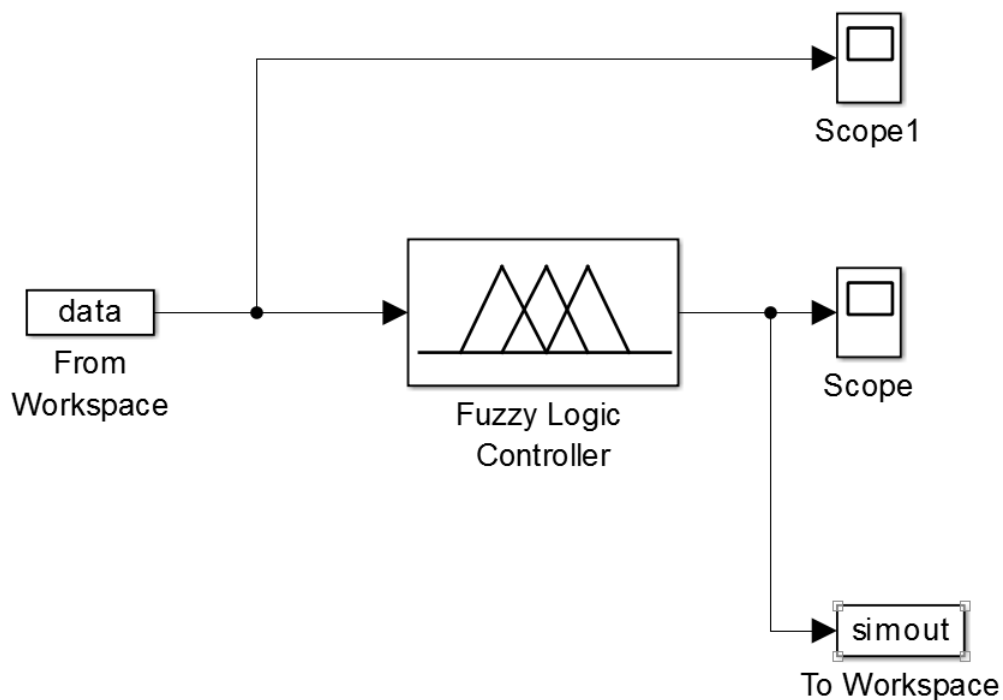 Scope1
data
From
Workspace
Fuzzy Logic
Controller
Scope
simout
To Workspace